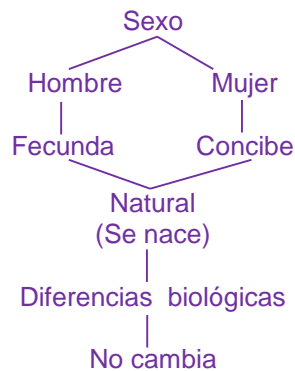 Sexo
Hombre Mujer
Fecunda Concibe
Natural
(Se nace)
Diferencias biológicas
No cambia